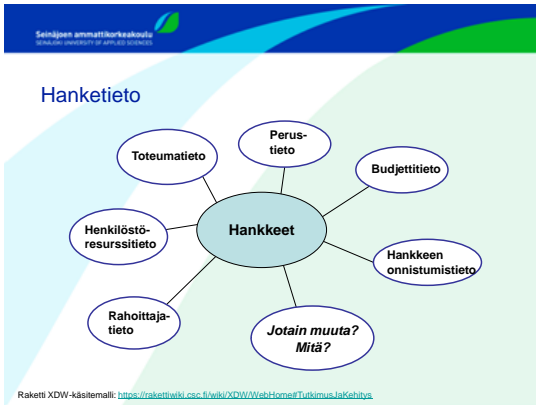 Seinäjoen ammattikorkeakoulu
SEINÄJOKI UNIVERSITY OF APPLIED SCIENCES
Hanketieto
Perus-
tieto
Toteumatieto
Budjettitieto
Henkilöstö-
resurssitieto
Hankkeet
Hankkeen
onnistumistieto
Rahoittaja-
tieto
Jotain muuta?
Mitä?
Raketti XDW-käsitemalli: https://rakettiwiki.csc.fi/wiki/XDW/WebHome#TutkimusJaKehitys